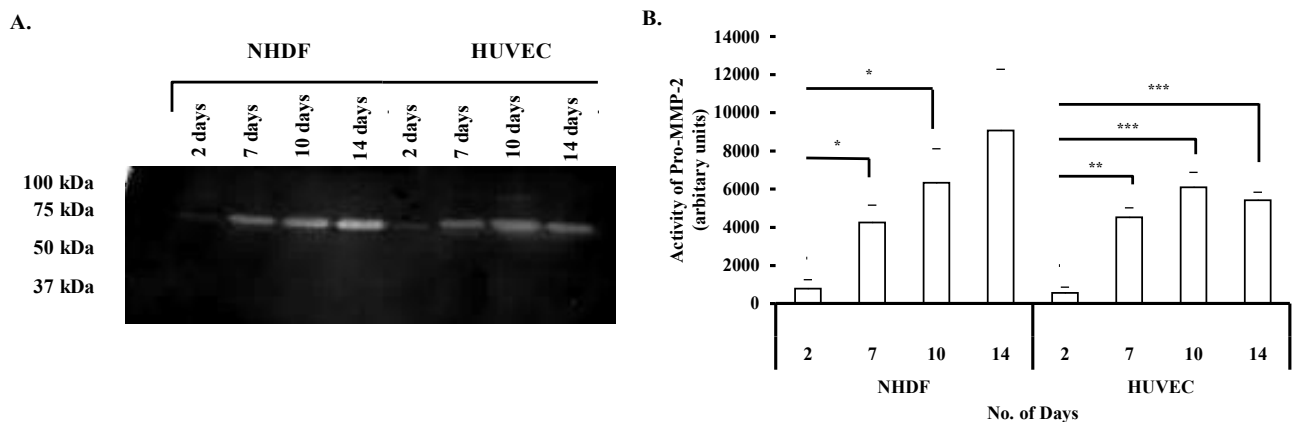 A.
NHDF HUVEC
2 days 7 days 10 days 14 days 2 days 7 days 10 days 14 days
100 kDa
75 kDa
50 kDa
37 kDa
B.
Activity of Pro-MMP-2
(arbitary units)
14000
12000
10000
8000
6000
4000
2000
0
* * ** *** ***
2 7 10 14 2 7 10 14
NHDF HUVEC
No. of Days